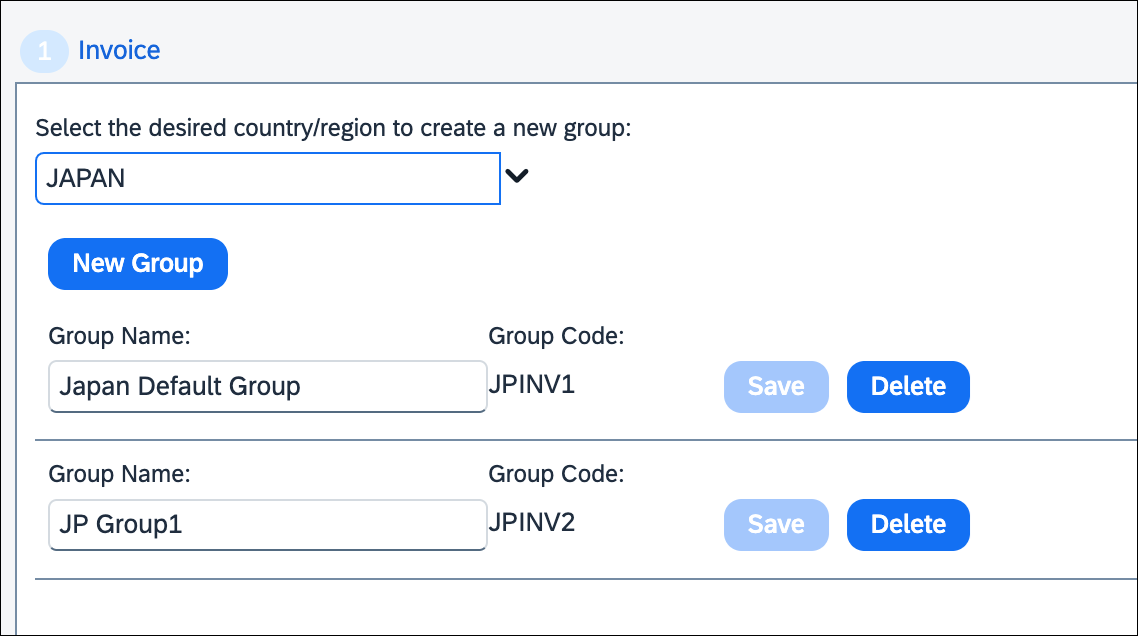 1 Invoice
Select the desired country/region to create a new group:
JAPAN
New Group
Group Name: Group Code:
Japan Default Group JPINV1 Save Delete
Group Name: Group Code:
JP Group1 JPINV2 Save Delete